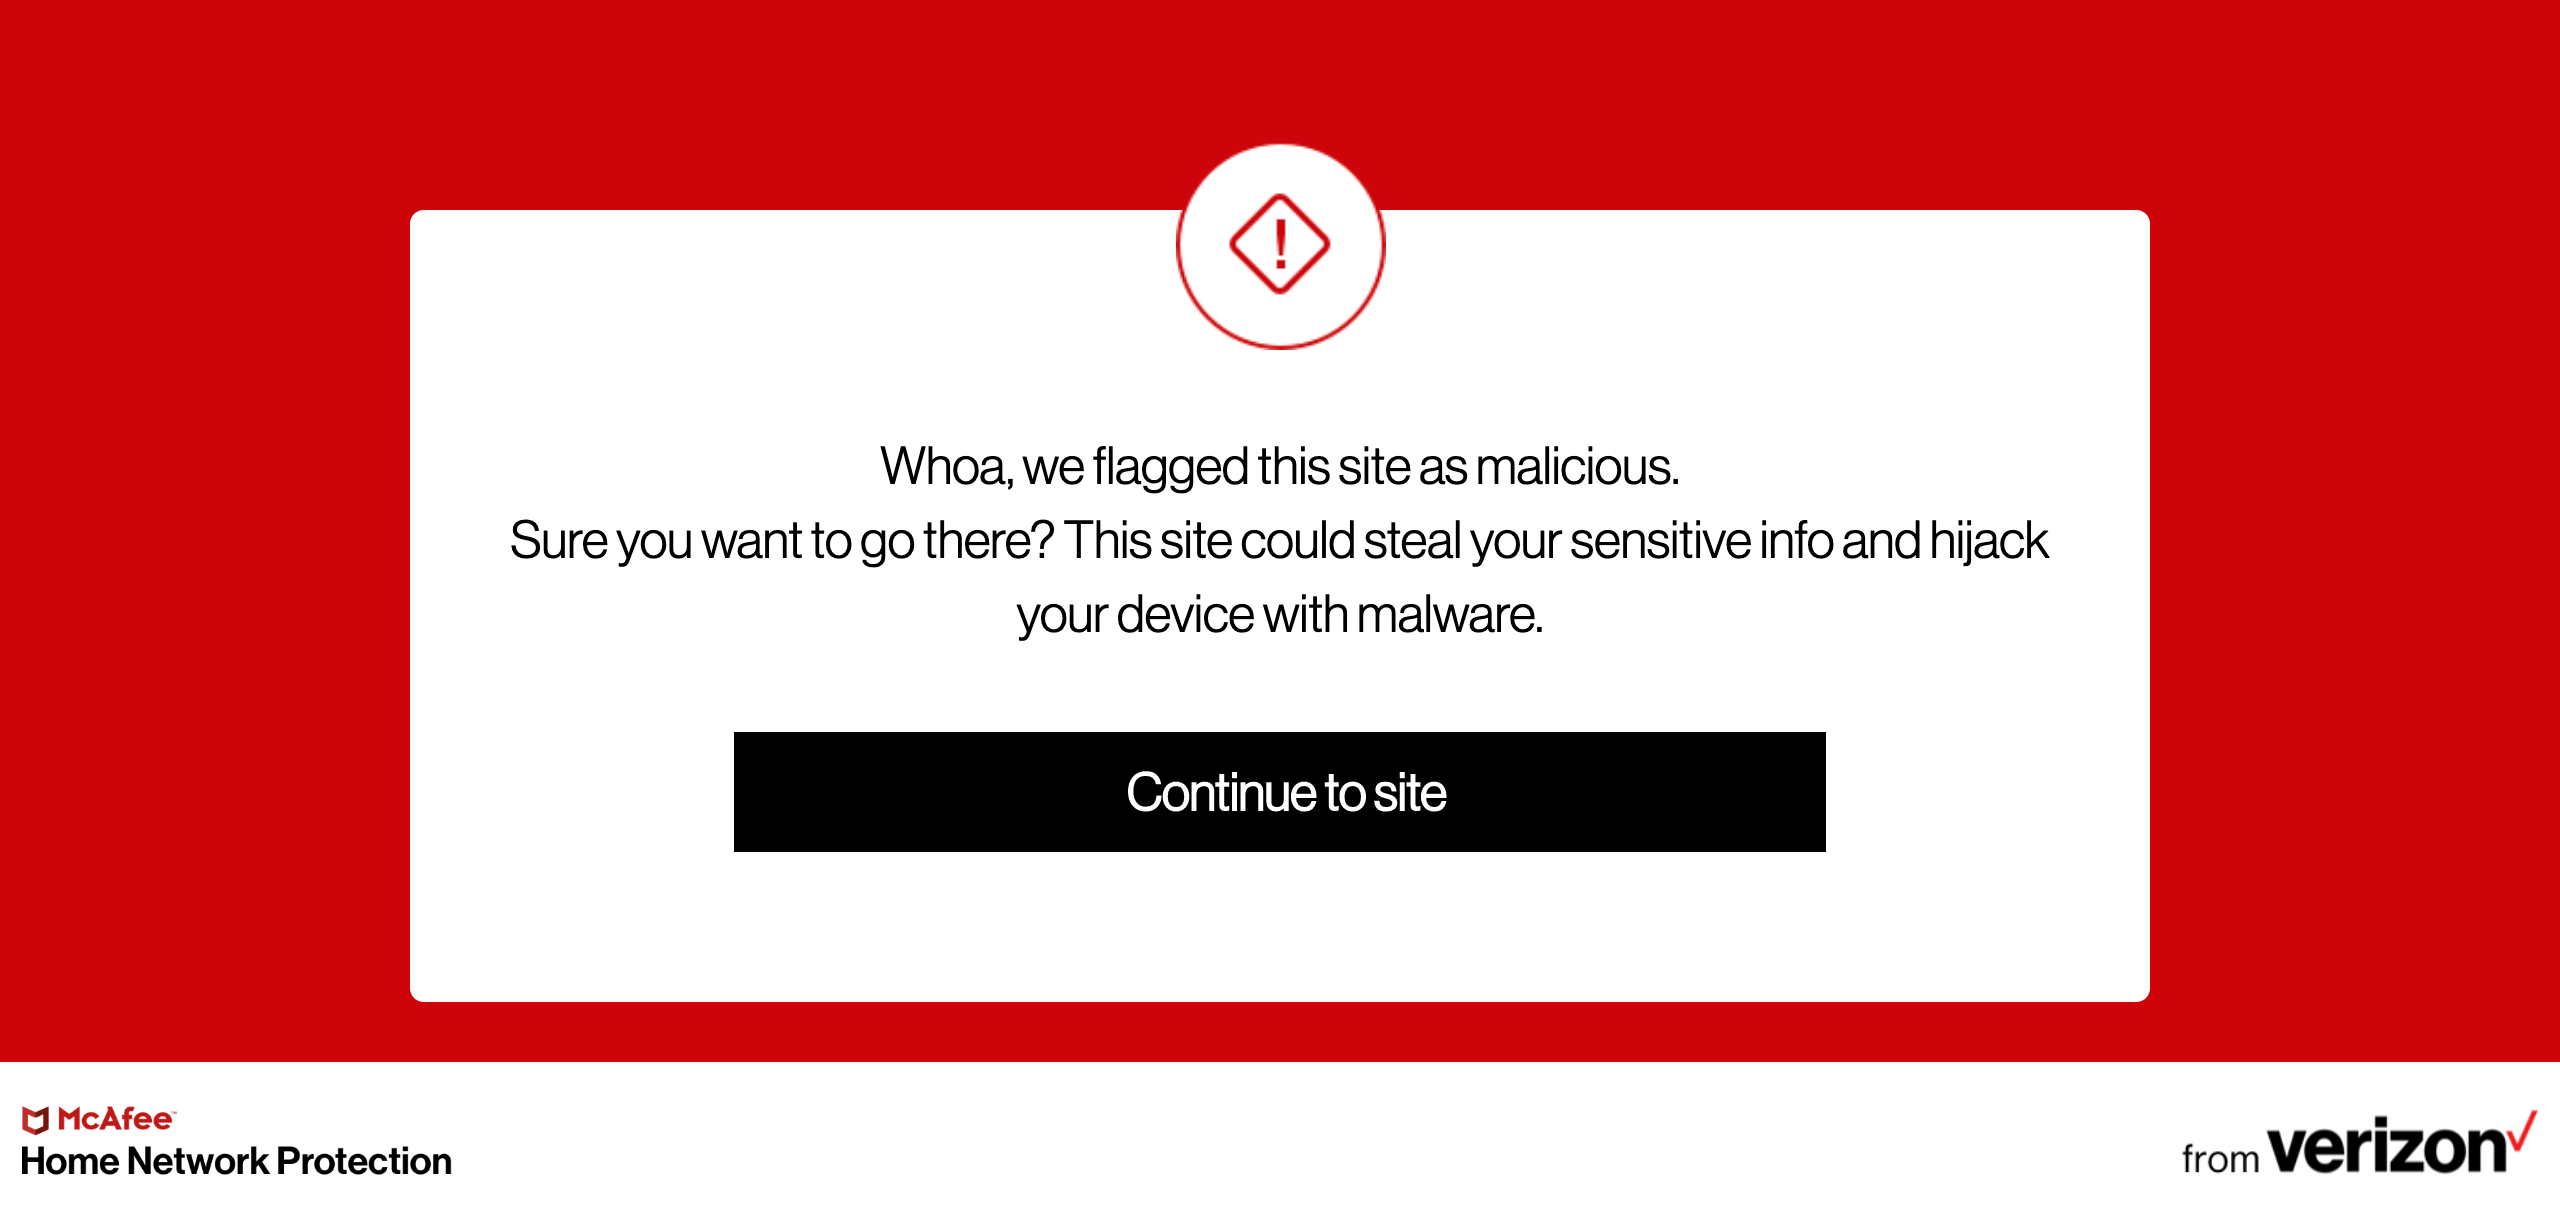 Whoa, we flagged this site as malicious.
Sure you want to go there? This site could steal your sensitive info and hijack
your device with malware.
Continue to site
McAfee™
Home Network Protection
from verizon